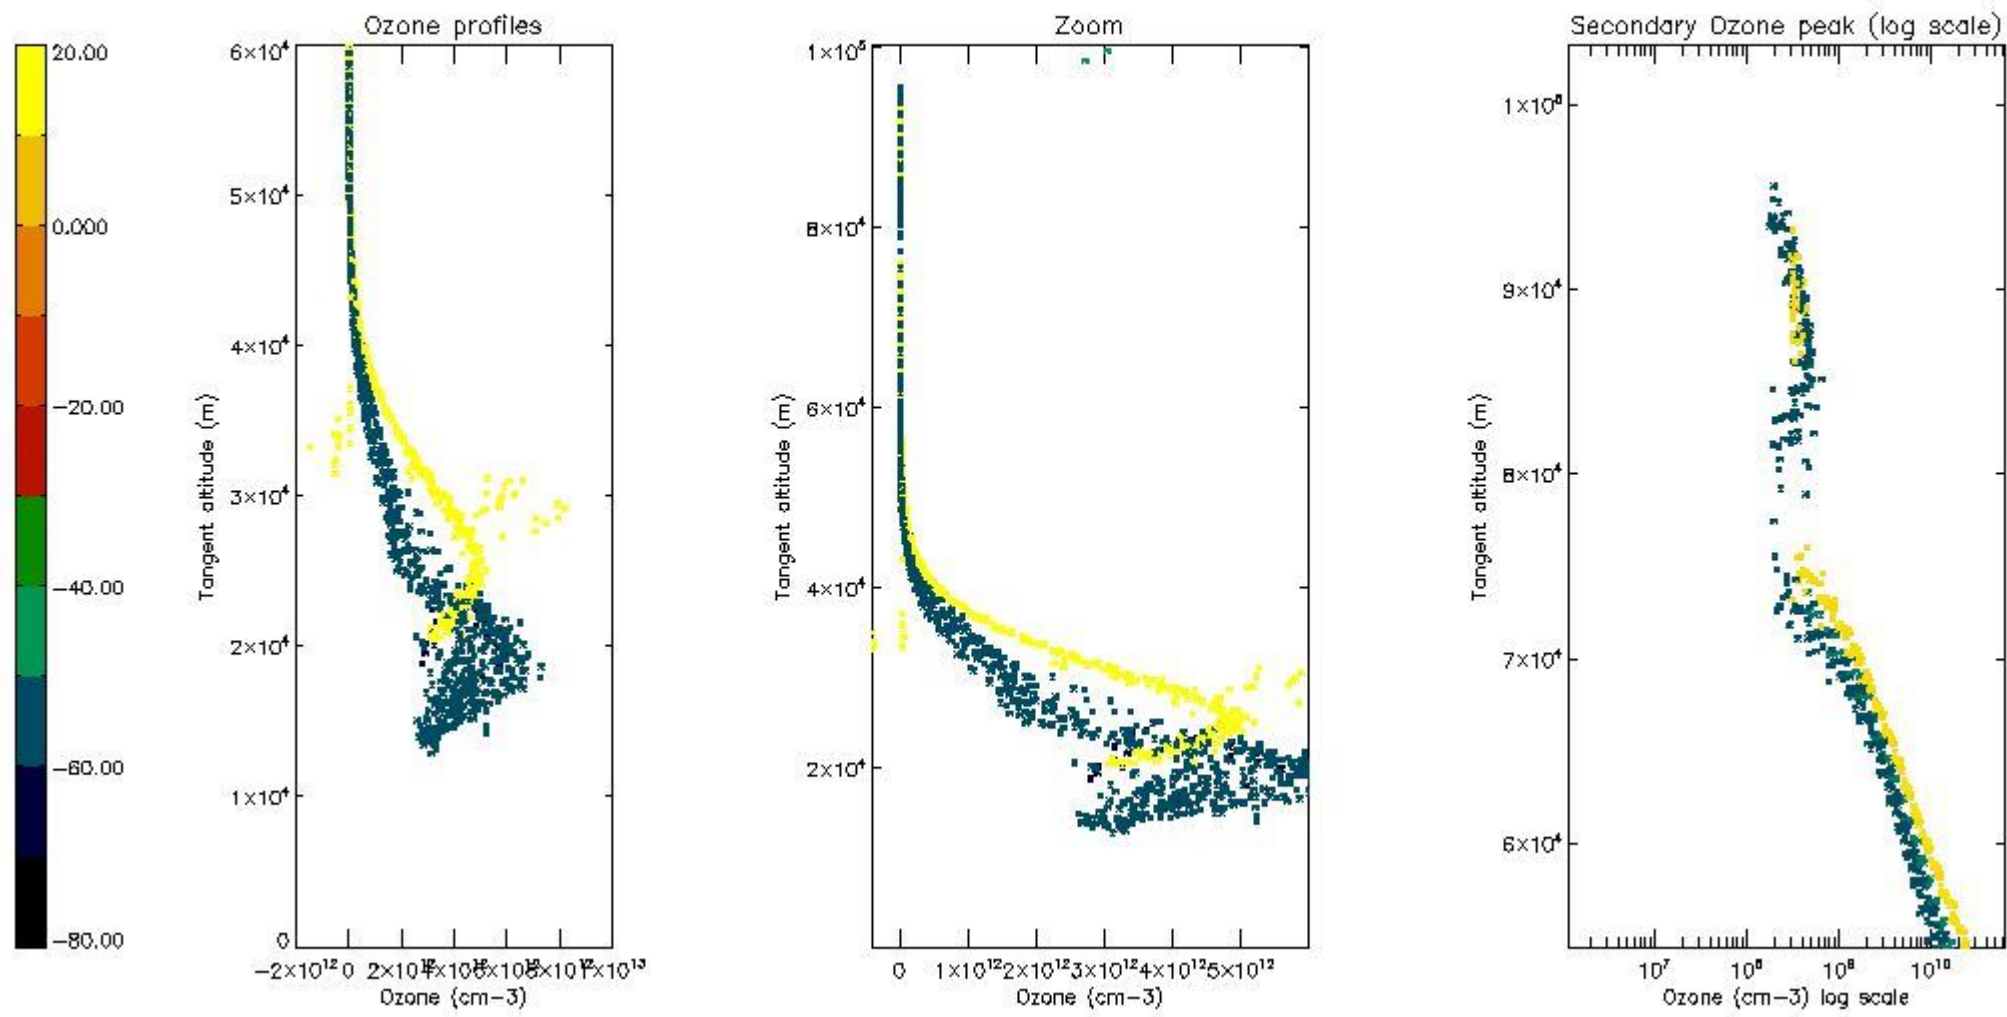 Ozone profiles
Zoom
Secondary Ozone peak (log scale)
20.00
0.000
−20.00
−40.00
−60.00
−80.00
6×10⁴
5×10⁴
4×10⁴
3×10⁴
2×10⁴
1×10⁴
0
Tangent altitude (m)
−2×10¹² 0 2×10¹²
Ozone (cm−3)
1×10⁵
8×10⁴
6×10⁴
4×10⁴
2×10⁴
Tangent altitude (m)
0 1×10¹² 2×10¹² 3×10¹² 4×10¹² 5×10¹²
Ozone (cm−3)
9×10⁴
8×10⁴
7×10⁴
6×10⁴
Tangent altitude (m)
10⁷ 10⁸ 10⁹ 10¹⁰
Ozone (cm−3) log scale